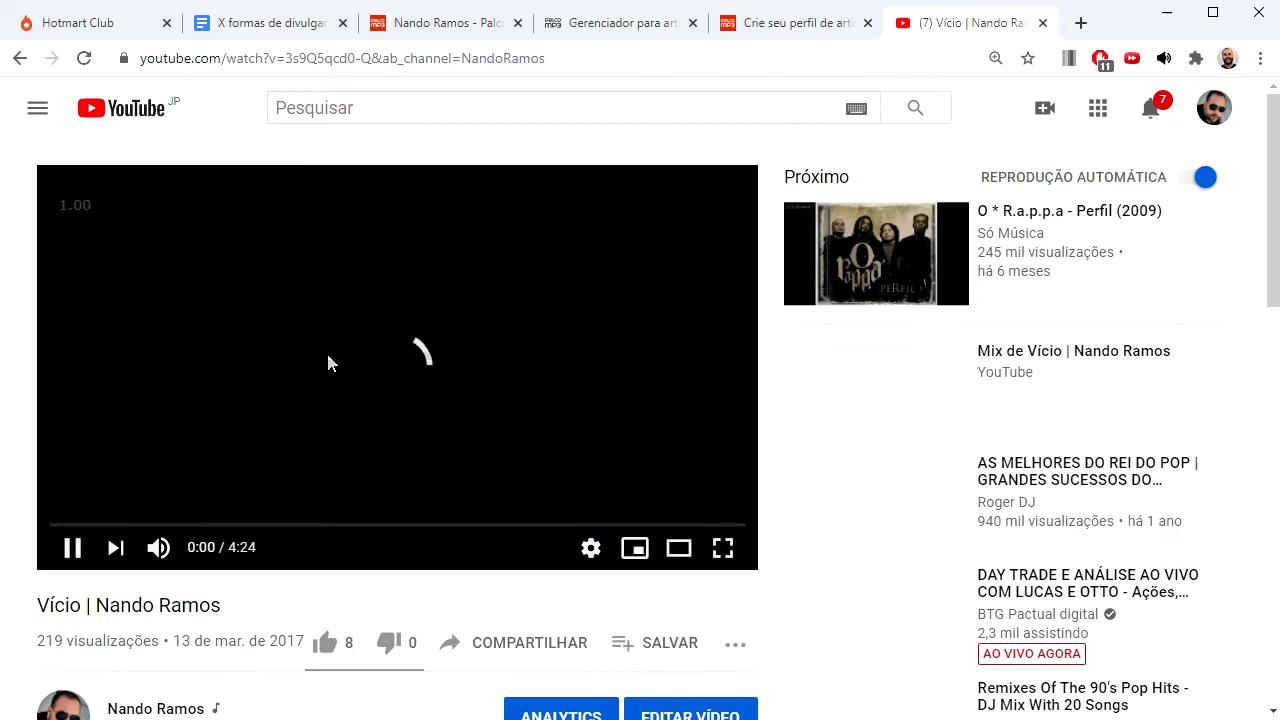 Hotmart Club
X formas de divulgar
Nando Ramos - Palco
Gerenciador para arti
Crie seu perfil de arti
(7) Vício | Nando Ra
youtube.com/watch?v=3s9Q5qcd0-Q&ab_channel=NandoRamos
11
YouTube JP
Pesquisar
7
1.00
0:00 / 4:24
Vício | Nando Ramos
219 visualizações • 13 de mar. de 2017
8
0
COMPARTILHAR
SALVAR
Nando Ramos
ANALYTICS
EDITAR VÍDEO
Próximo
REPRODUÇÃO AUTOMÁTICA
O
rappa
PERFIL
O * R.a.p.p.a - Perfil (2009)
Só Música
245 mil visualizações •
há 6 meses
Mix de Vício | Nando Ramos
YouTube
AS MELHORES DO REI DO POP |
GRANDES SUCESSOS DO…
Roger DJ
940 mil visualizações • há 1 ano
DAY TRADE E ANÁLISE AO VIVO
COM LUCAS E OTTO - Ações,…
BTG Pactual digital
2,3 mil assistindo
AO VIVO AGORA
Remixes Of The 90's Pop Hits -
DJ Mix With 20 Songs